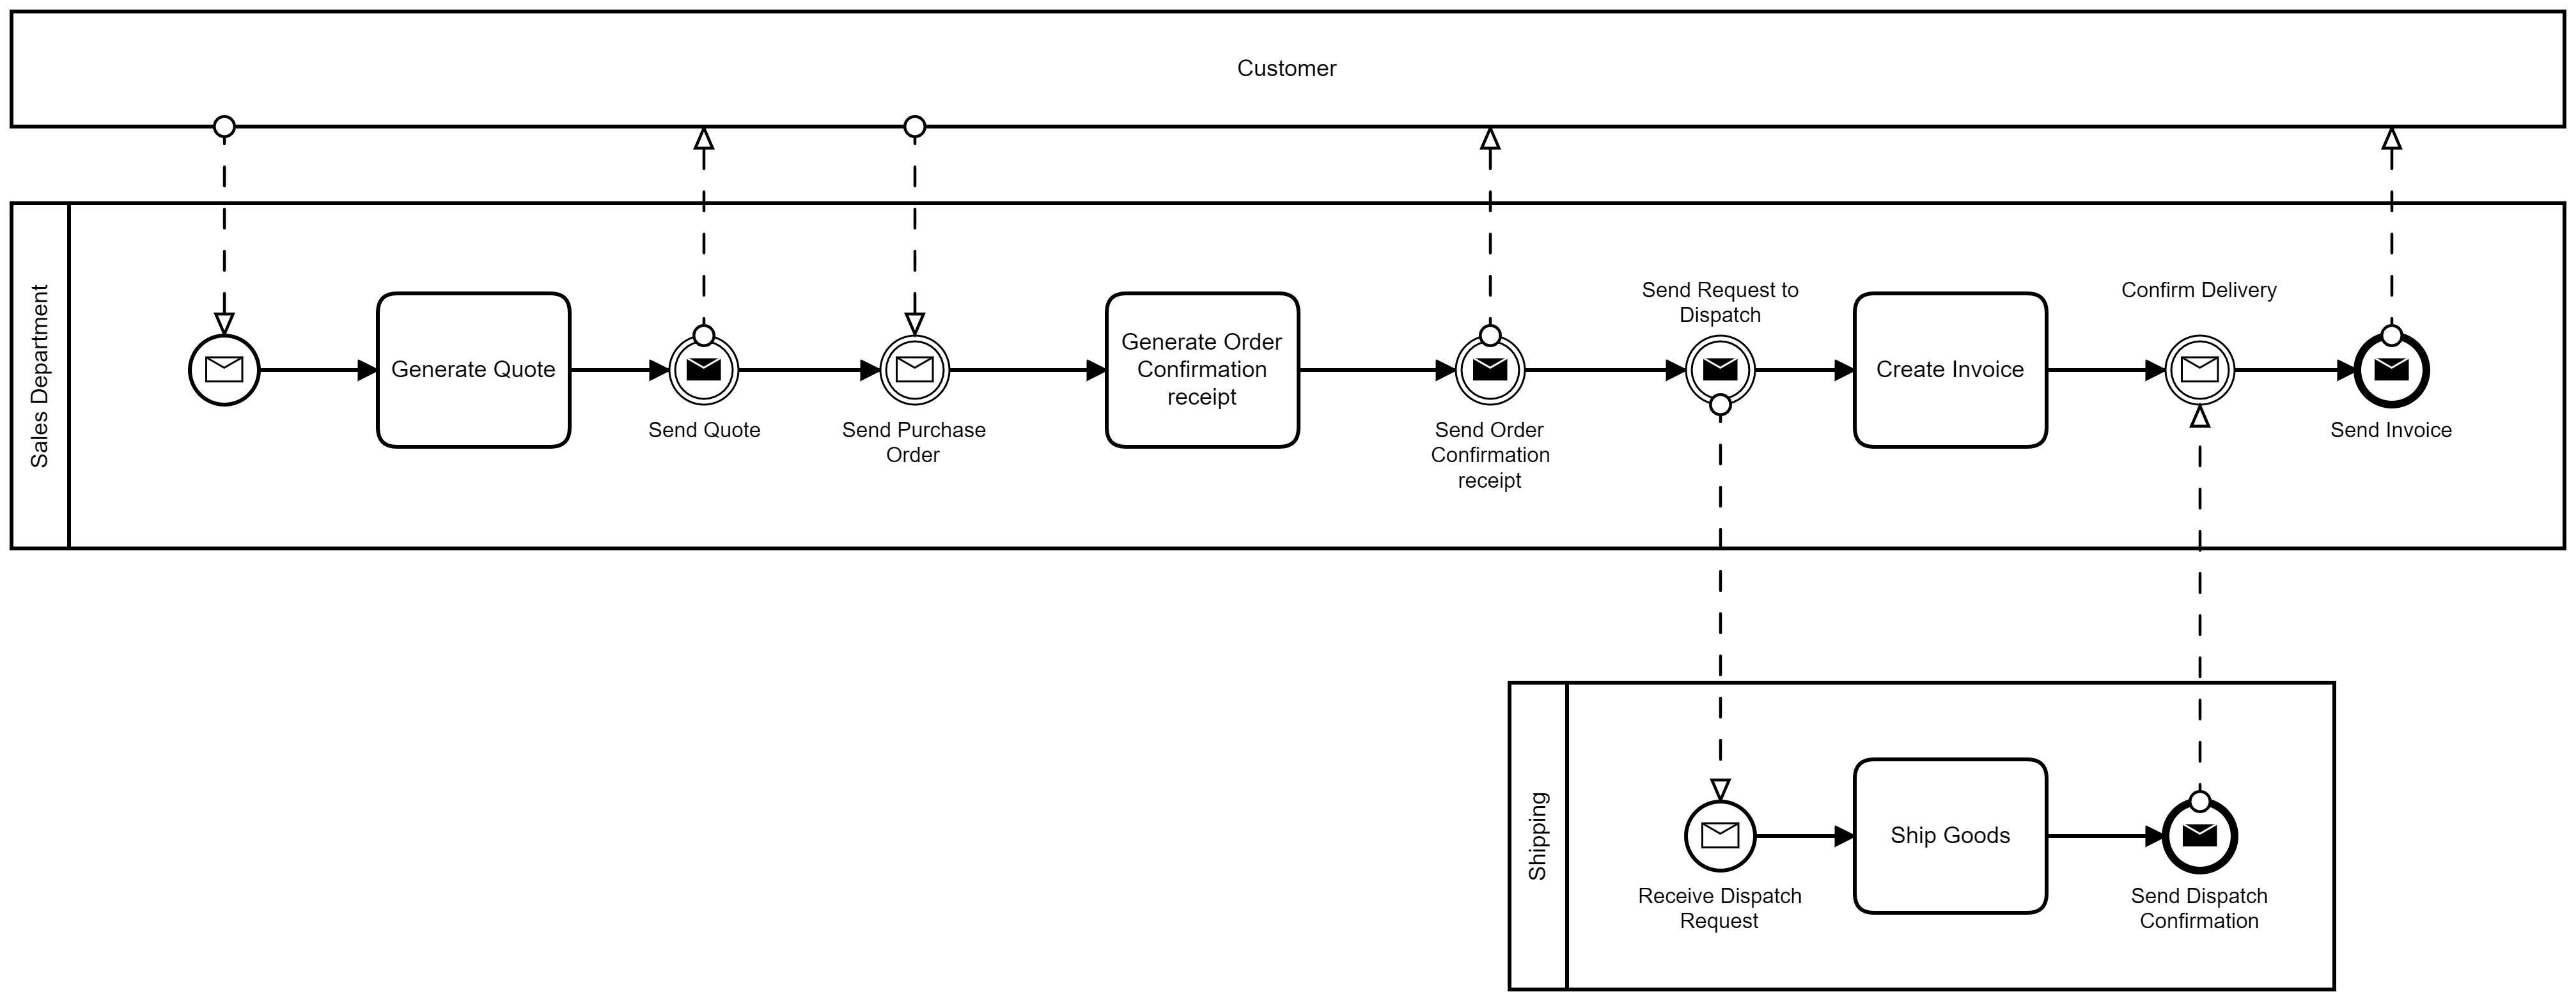 Customer
Sales Department
Generate Quote
Send Quote
Send Purchase
Order
Generate Order
Confirmation
receipt
Send Order
Confirmation
receipt
Send Request to
Dispatch
Create Invoice
Confirm Delivery
Send Invoice
Shipping
Receive Dispatch
Request
Ship Goods
Send Dispatch
Confirmation